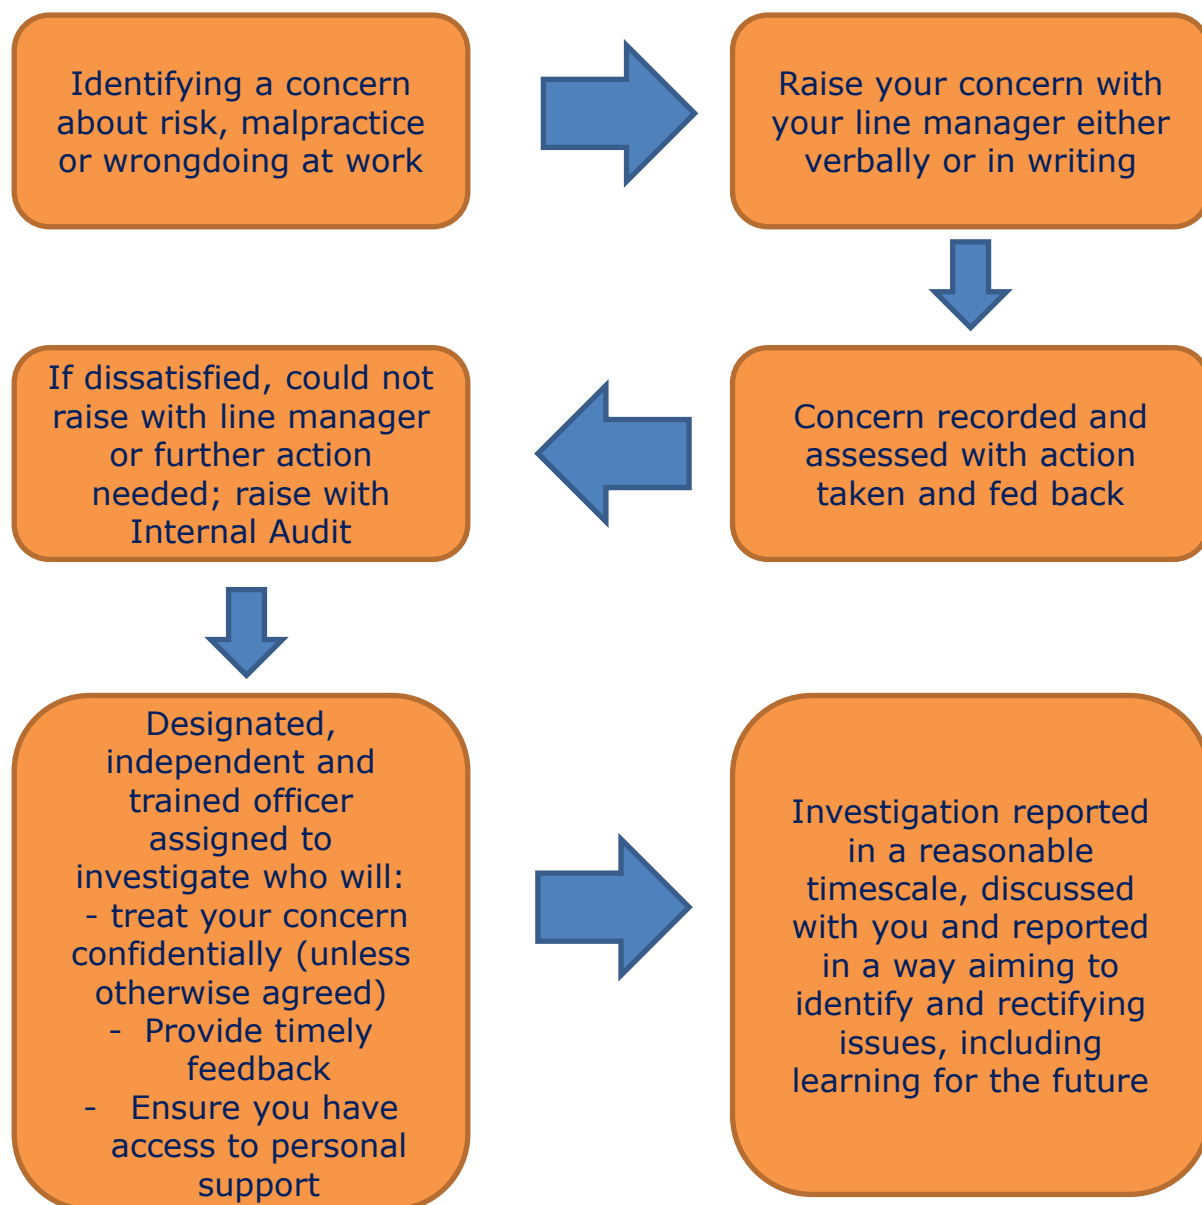 Identifying a concern
about risk, malpractice
or wrongdoing at work
Raise your concern with
your line manager either
verbally or in writing
Concern recorded and
assessed with action
taken and fed back
If dissatisfied, could not
raise with line manager
or further action
needed; raise with
Internal Audit
Designated,
independent and
trained officer
assigned to
investigate who will:
- treat your concern
confidentially (unless
otherwise agreed)
- Provide timely
feedback
- Ensure you have
access to personal
support
Investigation reported
in a reasonable
timescale, discussed
with you and reported
in a way aiming to
identify and rectifying
issues, including
learning for the future